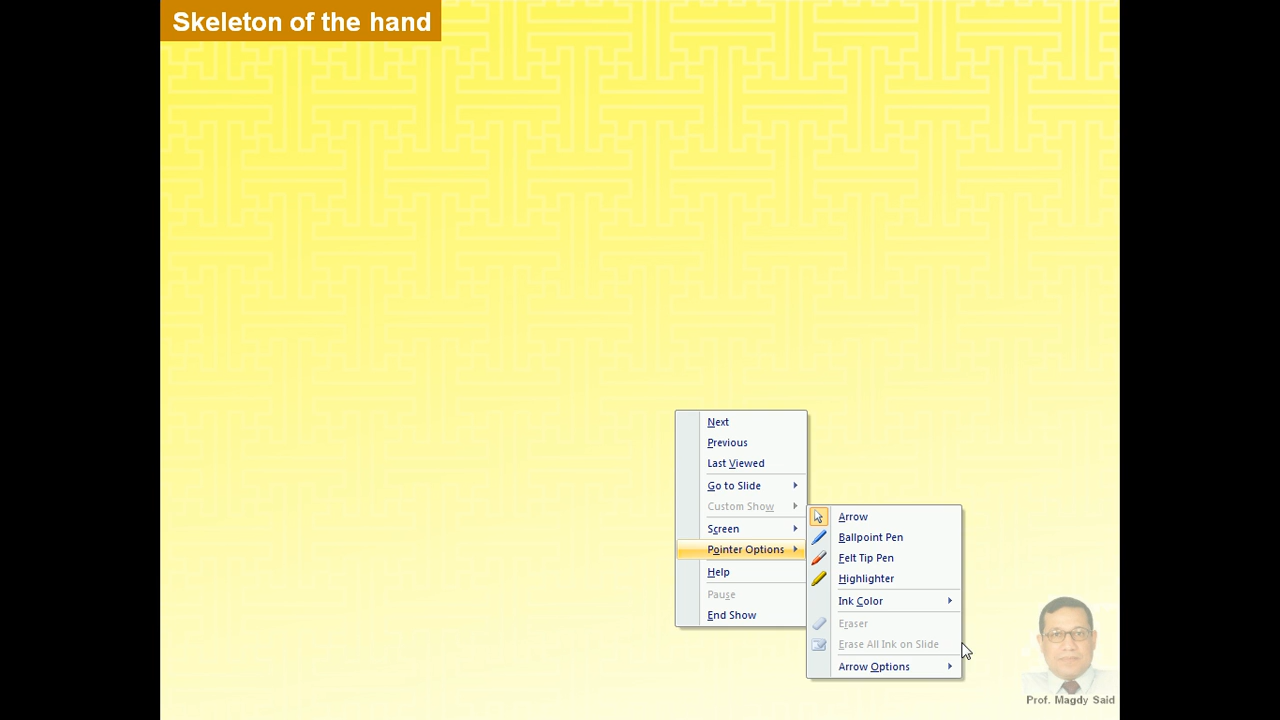 Skeleton of the hand
Next
Previous
Last Viewed
Go to Slide
Custom Show
Screen
Pointer Options
Help
Pause
End Show
Arrow
Ballpoint Pen
Felt Tip Pen
Highlighter
Ink Color
Eraser
Erase All Ink on Slide
Arrow Options
Prof. Magdy Said